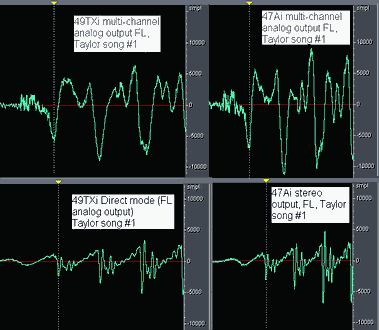 smpl
49TXi multi-channel
analog output FL,
Taylor song #1
10000
5000
0
-5000
-10000
smpl
47Ai multi-channel
analog output FL,
Taylor song #1
10000
5000
0
-5000
-10000
smpl
49TXi Direct mode (FL
analog output)
Taylor song #1
5000
0
-5000
-10000
smpl
47Ai stereo
output, FL, Taylor
song #1
5000
0
-5000
-10000